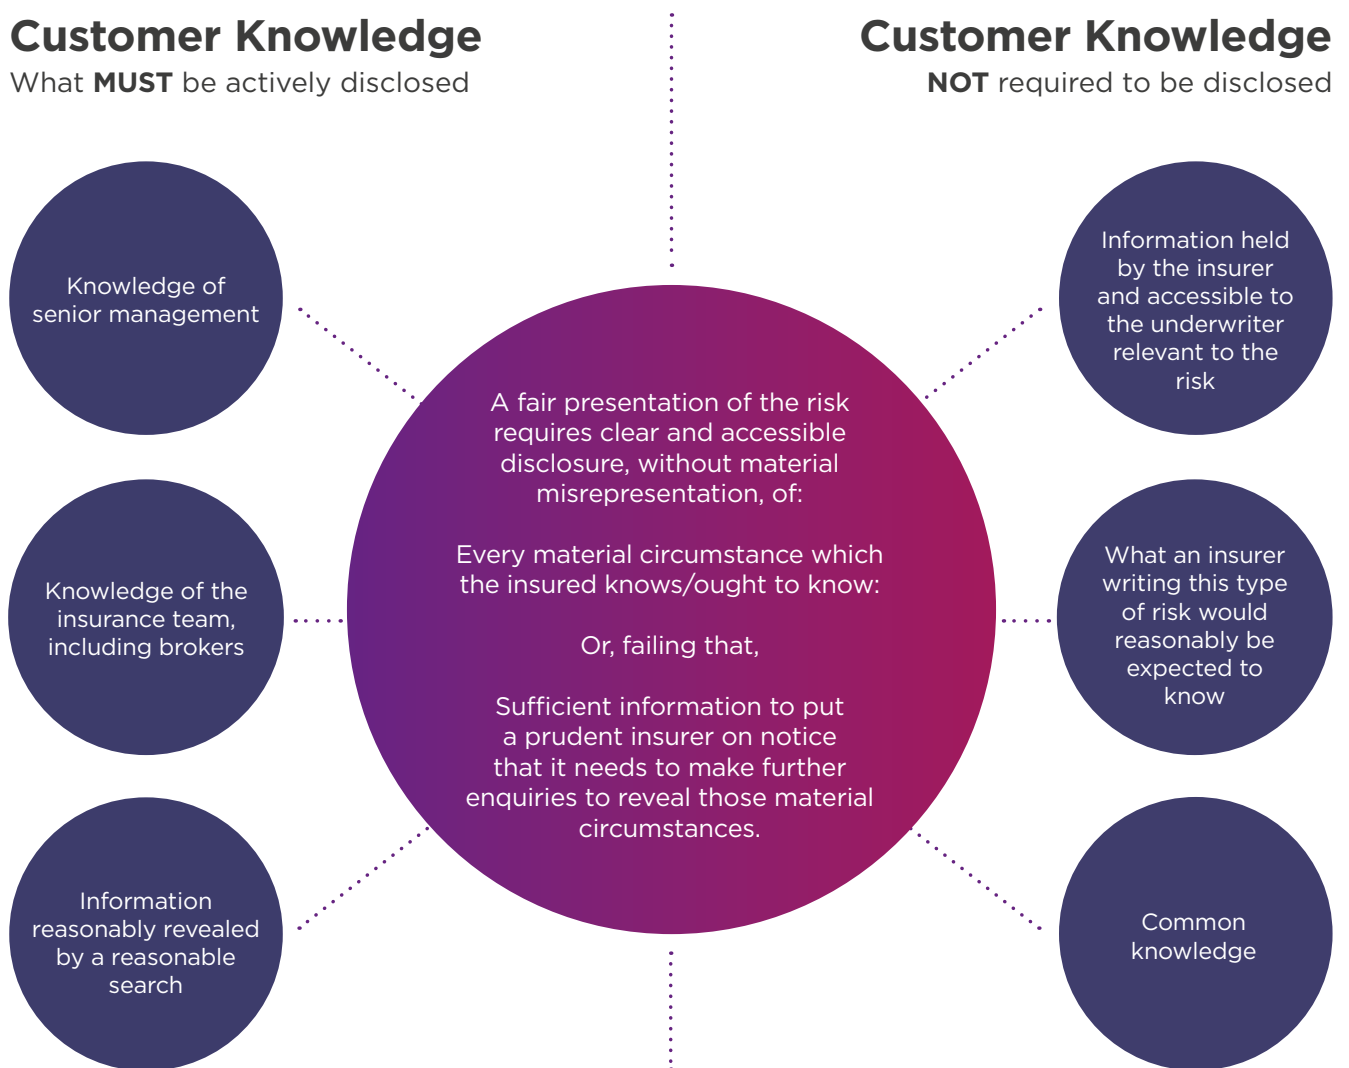 Customer Knowledge
What MUST be actively disclosed
Customer Knowledge
NOT required to be disclosed
Knowledge of
senior management
Knowledge of the
insurance team,
including brokers
Information
reasonably revealed
by a reasonable
search
A fair presentation of the risk
requires clear and accessible
disclosure, without material
misrepresentation, of:
Every material circumstance which
the insured knows/ought to know:
Or, failing that,
Sufficient information to put
a prudent insurer on notice
that it needs to make further
enquiries to reveal those material
circumstances.
Information held
by the insurer
and accessible to
the underwriter
relevant to the
risk
What an insurer
writing this type
of risk would
reasonably be
expected to
know
Common
knowledge